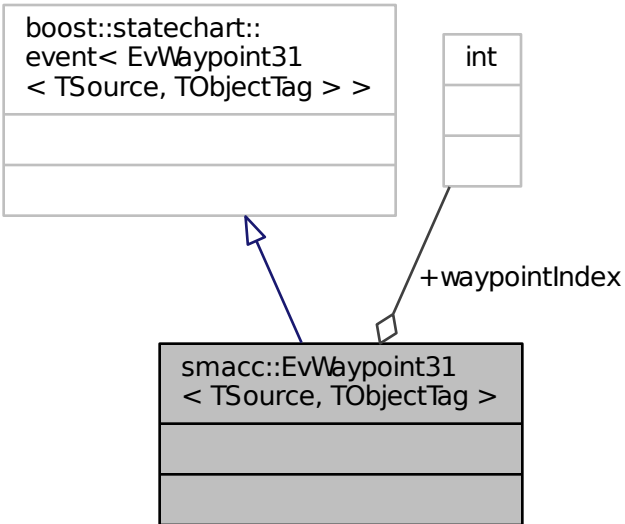 boost::statechart::
event< EvWaypoint31
< TSource, TObjectTag > >
int
+waypointIndex
smacc::EvWaypoint31
< TSource, TObjectTag >